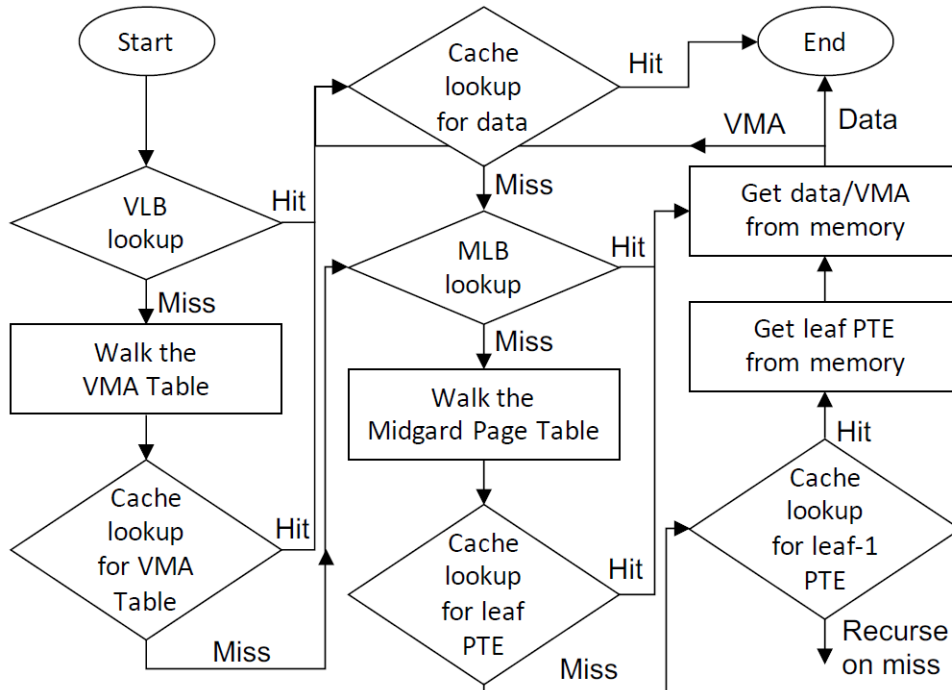 Start
VLB
lookup
Hit
Miss
Walk the
VMA Table
Cache
lookup
for VMA
Table
Hit
Miss
Cache
lookup
for data
Hit
Miss
MLB
lookup
Hit
Miss
Walk the
Midgard Page Table
Cache
lookup
for leaf
PTE
Hit
Miss
End
VMA
Data
Get data/VMA
from memory
Get leaf PTE
from memory
Hit
Cache
lookup
for leaf-1
PTE
Recurse
on miss